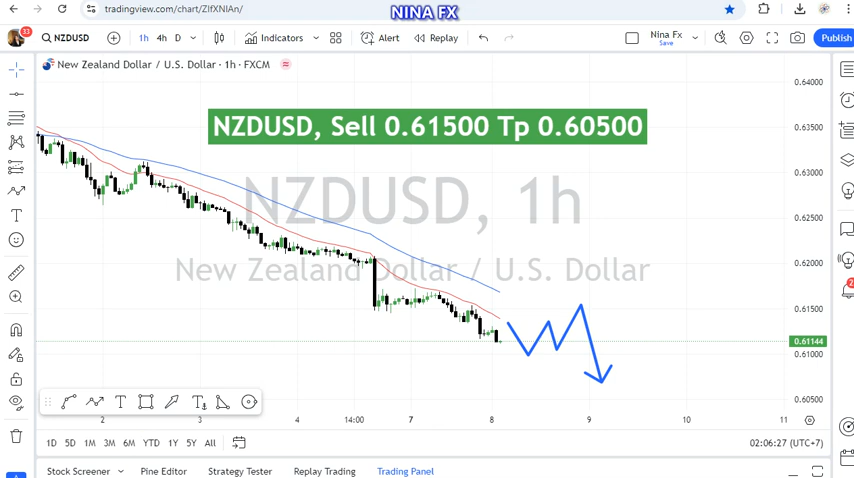 tradingview.com/chart/ZlfXNIAn/
NINA FX
33
NZDUSD
1h 4h D
Indicators
Alert
Replay
Nina Fx
Save
Publish
New Zealand Dollar / U.S. Dollar · 1h · FXCM
NZDUSD, Sell 0.61500 Tp 0.60500
NZDUSD, 1h
New Zealand Dollar / U.S. Dollar
0.64000
0.63500
0.63000
0.62500
0.62000
0.61500
0.61144
0.61000
0.60500
2 3 4 14:00 7 8 9 10 11
1D 5D 1M 3M 6M YTD 1Y 5Y All
02:06:27 (UTC+7)
Stock Screener Pine Editor Strategy Tester Replay Trading Trading Panel